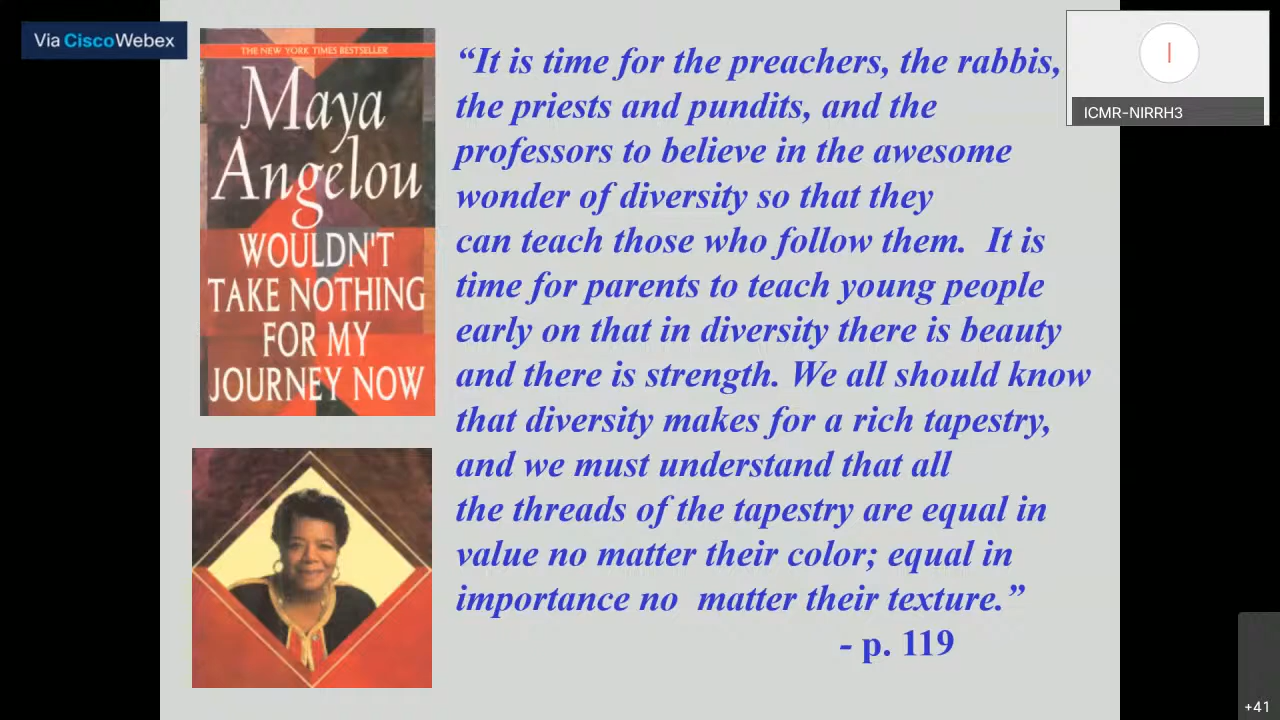 Via Cisco Webex
THE NEW YORK TIMES BESTSELLER
Maya
Angelou
WOULDN'T
TAKE NOTHING
FOR MY
JOURNEY NOW
“It is time for the preachers, the rabbis,
the priests and pundits, and the
professors to believe in the awesome
wonder of diversity so that they
can teach those who follow them.  It is
time for parents to teach young people
early on that in diversity there is beauty
and there is strength. We all should know
that diversity makes for a rich tapestry,
and we must understand that all
the threads of the tapestry are equal in
value no matter their color; equal in
importance no  matter their texture.”
- p. 119
I
ICMR-NIRRH3
+41